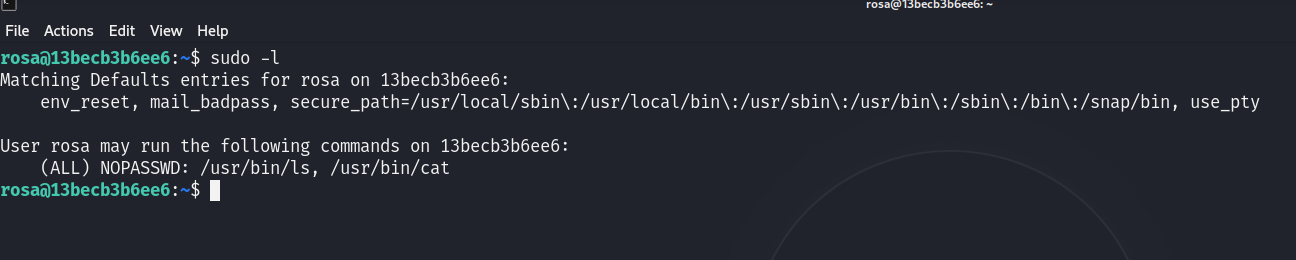 rosa@13becb3b6ee6: ~
File Actions Edit View Help
rosa@13becb3b6ee6:~$ sudo -l
Matching Defaults entries for rosa on 13becb3b6ee6:
    env_reset, mail_badpass, secure_path=/usr/local/sbin\:/usr/local/bin\:/usr/sbin\:/usr/bin\:/sbin\:/bin\:/snap/bin, use_pty
User rosa may run the following commands on 13becb3b6ee6:
    (ALL) NOPASSWD: /usr/bin/ls, /usr/bin/cat
rosa@13becb3b6ee6:~$